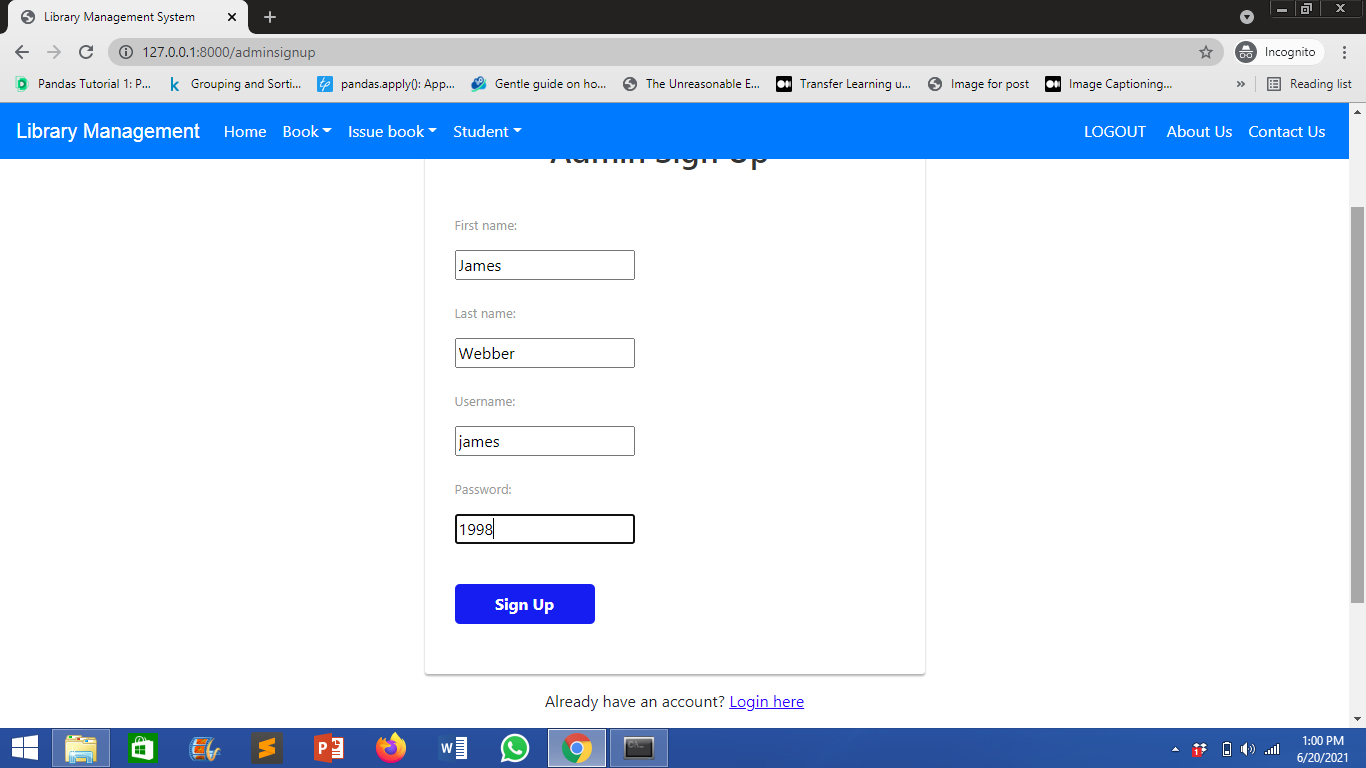 Library Management System
127.0.0.1:8000/adminsignup
Incognito
Pandas Tutorial 1: P...
Grouping and Sorti...
pandas.apply(): App...
Gentle guide on ho...
The Unreasonable E...
Transfer Learning u...
Image for post
Image Captioning...
»
Reading list
Library Management Home Book Issue book Student LOGOUT About Us Contact Us
Admin Sign Up
First name:
James
Last name:
Webber
Username:
james
Password:
1998
Sign Up
Already have an account? Login here
1:00 PM
6/20/2021